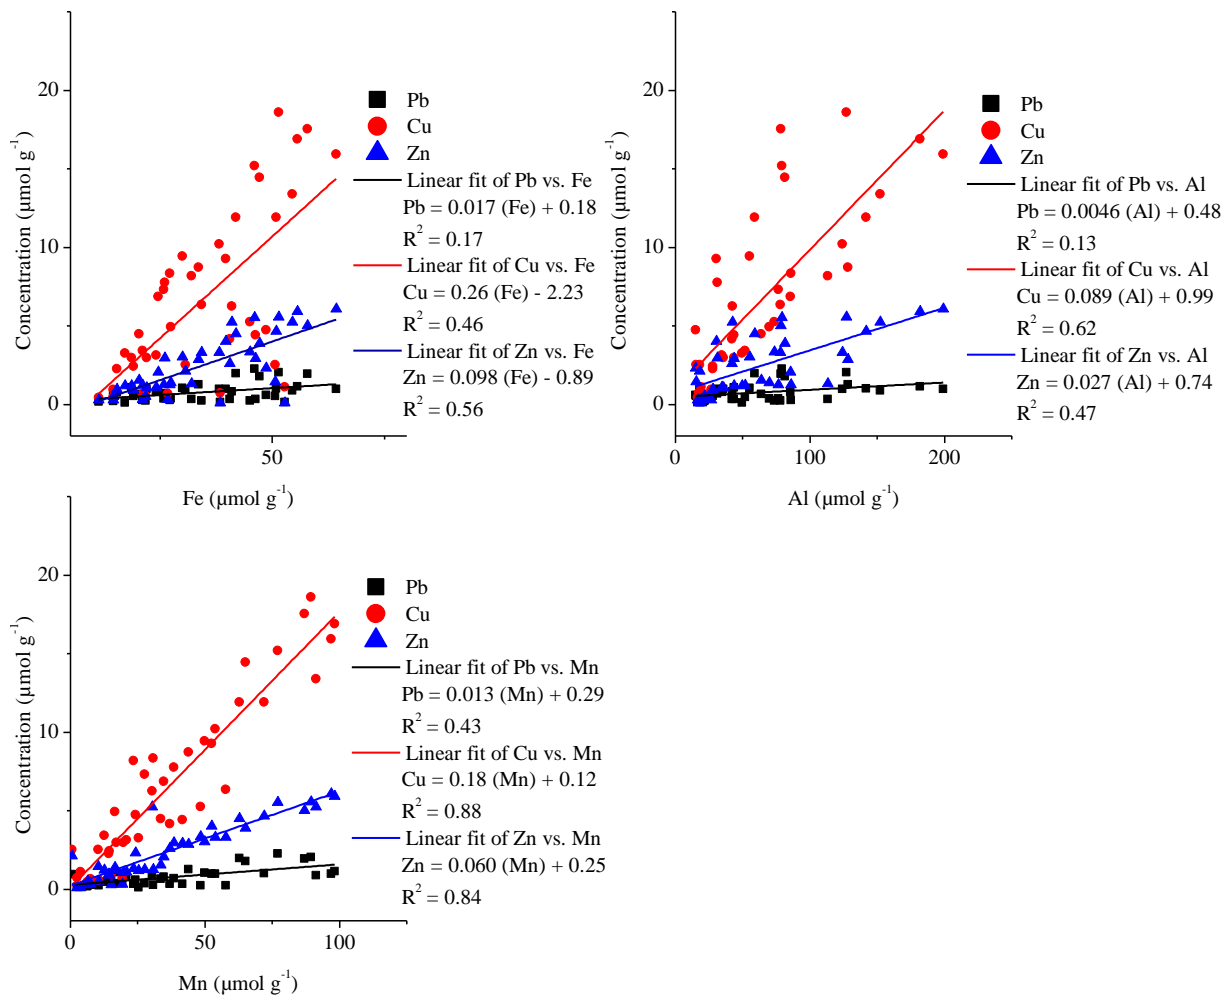 20
10
0
50
Concentration (µmol g⁻¹)
Fe (µmol g⁻¹)
Pb
Cu
Zn
Linear fit of Pb vs. Fe
Pb = 0.017 (Fe) + 0.18
R² = 0.17
Linear fit of Cu vs. Fe
Cu = 0.26 (Fe) - 2.23
R² = 0.46
Linear fit of Zn vs. Fe
Zn = 0.098 (Fe) - 0.89
R² = 0.56
20
10
0
0 100 200
Concentration (µmol g⁻¹)
Al (µmol g⁻¹)
Pb
Cu
Zn
Linear fit of Pb vs. Al
Pb = 0.0046 (Al) + 0.48
R² = 0.13
Linear fit of Cu vs. Al
Cu = 0.089 (Al) + 0.99
R² = 0.62
Linear fit of Zn vs. Al
Zn = 0.027 (Al) + 0.74
R² = 0.47
20
10
0
0 50 100
Concentration (µmol g⁻¹)
Mn (µmol g⁻¹)
Pb
Cu
Zn
Linear fit of Pb vs. Mn
Pb = 0.013 (Mn) + 0.29
R² = 0.43
Linear fit of Cu vs. Mn
Cu = 0.18 (Mn) + 0.12
R² = 0.88
Linear fit of Zn vs. Mn
Zn = 0.060 (Mn) + 0.25
R² = 0.84